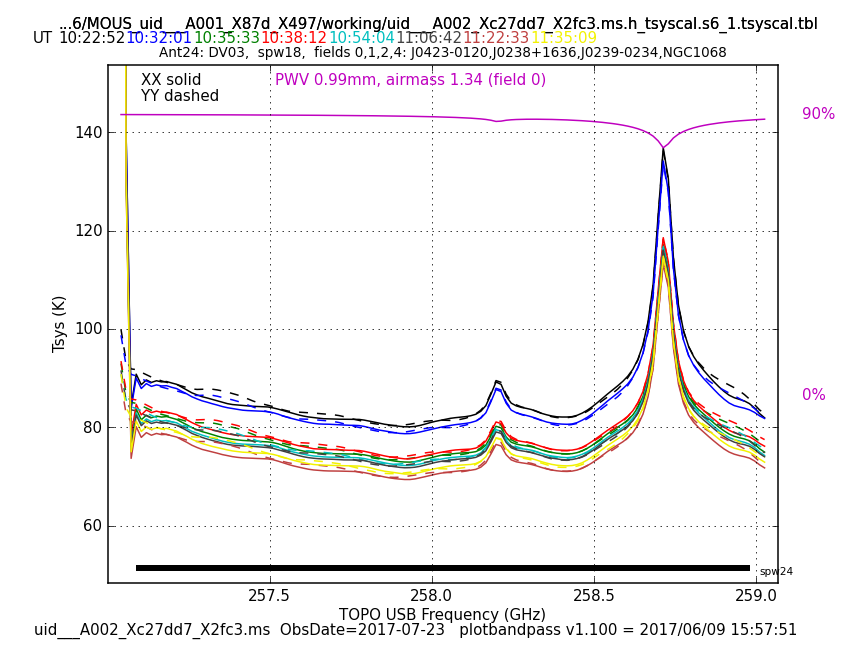 ...6/MOUS_uid___A001_X87d_X497/working/uid___A002_Xc27dd7_X2fc3.ms.h_tsyscal.s6_1.tsyscal.tbl
UT 10:22:52 10:32:01 10:35:33 10:38:12 10:54:04 11:06:42 11:22:33 11:35:09
Ant24: DV03, spw18, fields 0,1,2,4: J0423-0120,J0238+1636,J0239-0234,NGC1068
XX solid
YY dashed
PWV 0.99mm, airmass 1.34 (field 0)
90%
0%
140
120
100
80
60
Tsys (K)
spw24
257.5 258.0 258.5 259.0
TOPO USB Frequency (GHz)
uid___A002_Xc27dd7_X2fc3.ms ObsDate=2017-07-23 plotbandpass v1.100 = 2017/06/09 15:57:51